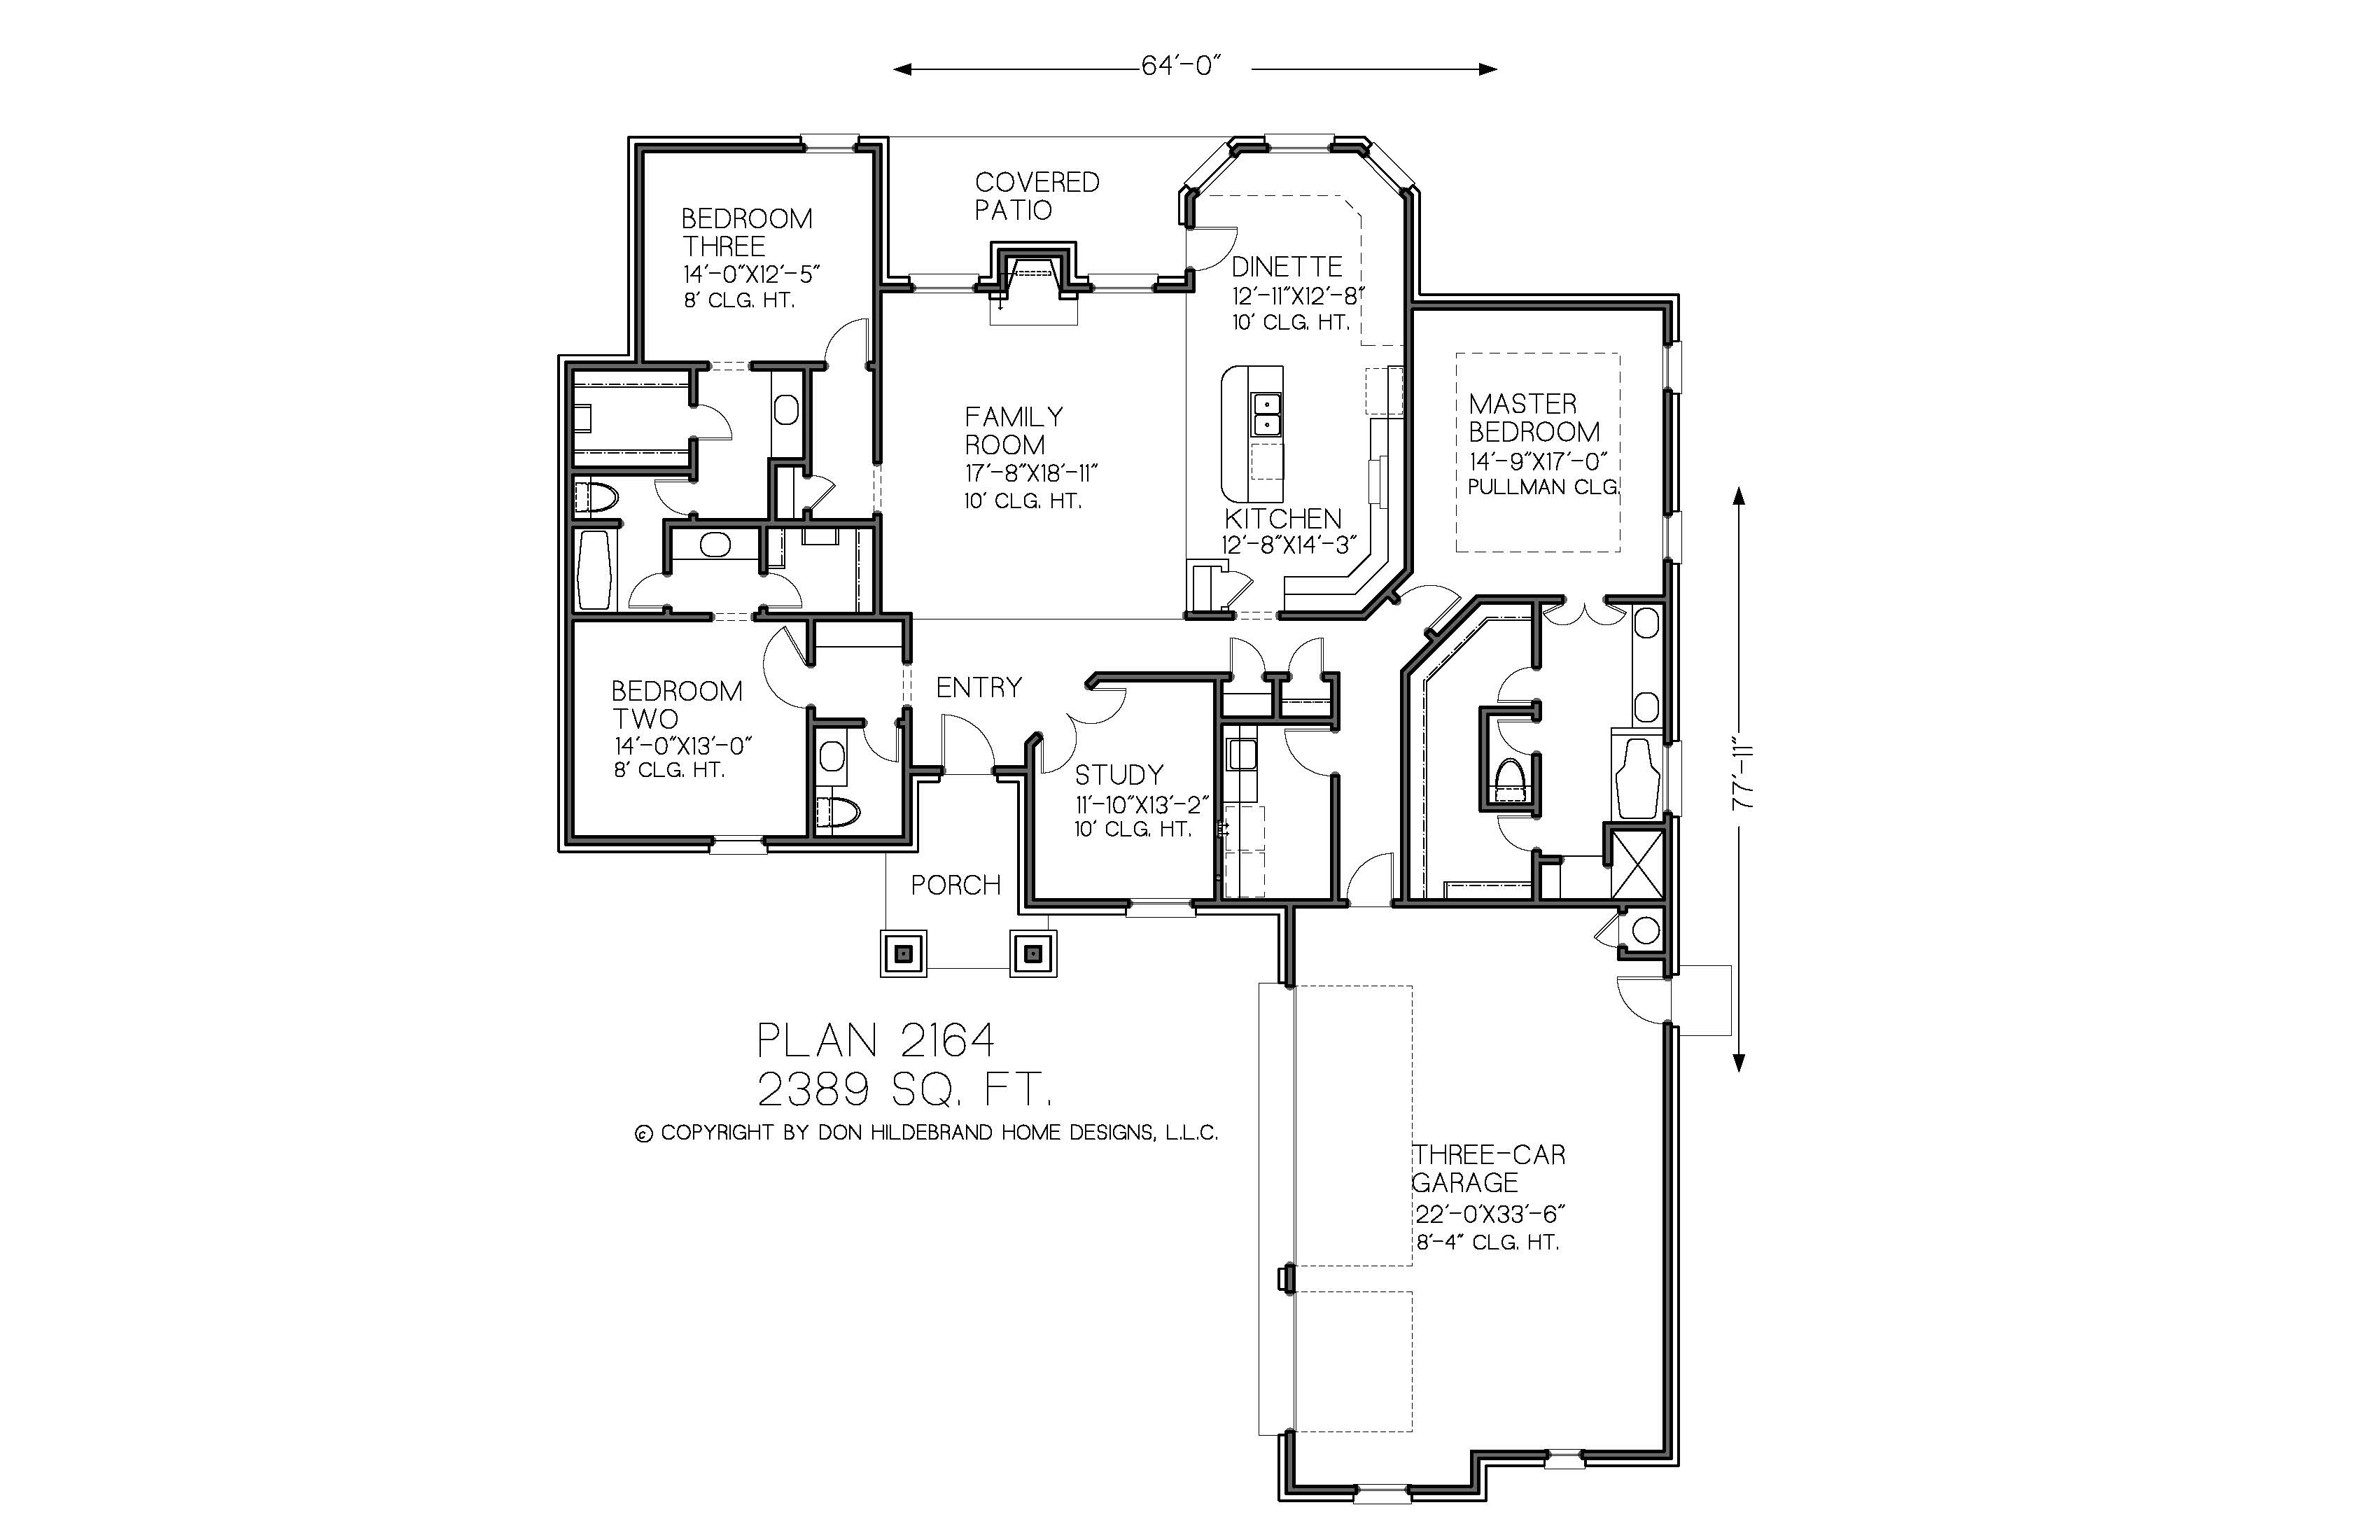 64'-0"
COVERED
PATIO
BEDROOM
THREE
14'-0"X12'-5"
8' CLG. HT.
DINETTE
12'-11"X12'-8"
10' CLG. HT.
FAMILY
ROOM
17'-8"X18'-11"
10' CLG. HT.
MASTER
BEDROOM
14'-9"X17'-0"
PULLMAN CLG.
KITCHEN
12'-8"X14'-3"
BEDROOM
TWO
14'-0"X13'-0"
8' CLG. HT.
ENTRY
STUDY
11'-10"X13'-2"
10' CLG. HT.
77'-11"
PORCH
PLAN 2164
2389 SQ. FT.
© COPYRIGHT BY DON HILDEBRAND HOME DESIGNS, L.L.C.
THREE-CAR
GARAGE
22'-0'X33'-6"
8'-4" CLG. HT.